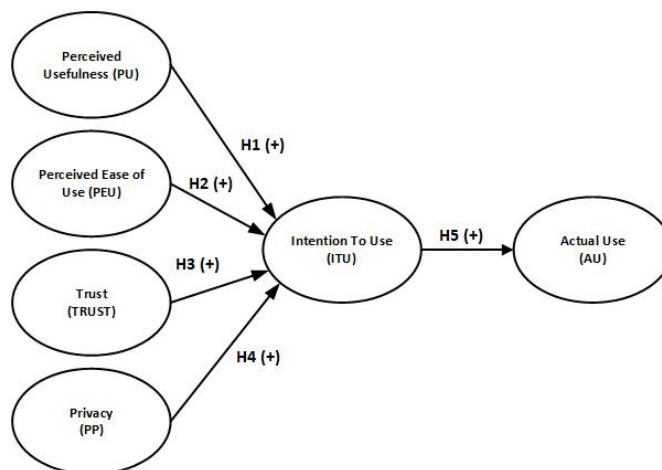 Perceived
Usefulness (PU)
H1 (+)
Perceived Ease of
Use (PEU)
H2 (+)
Intention To Use
(ITU)
H5 (+)
Actual Use
(AU)
H3 (+)
Trust
(TRUST)
H4 (+)
Privacy
(PP)